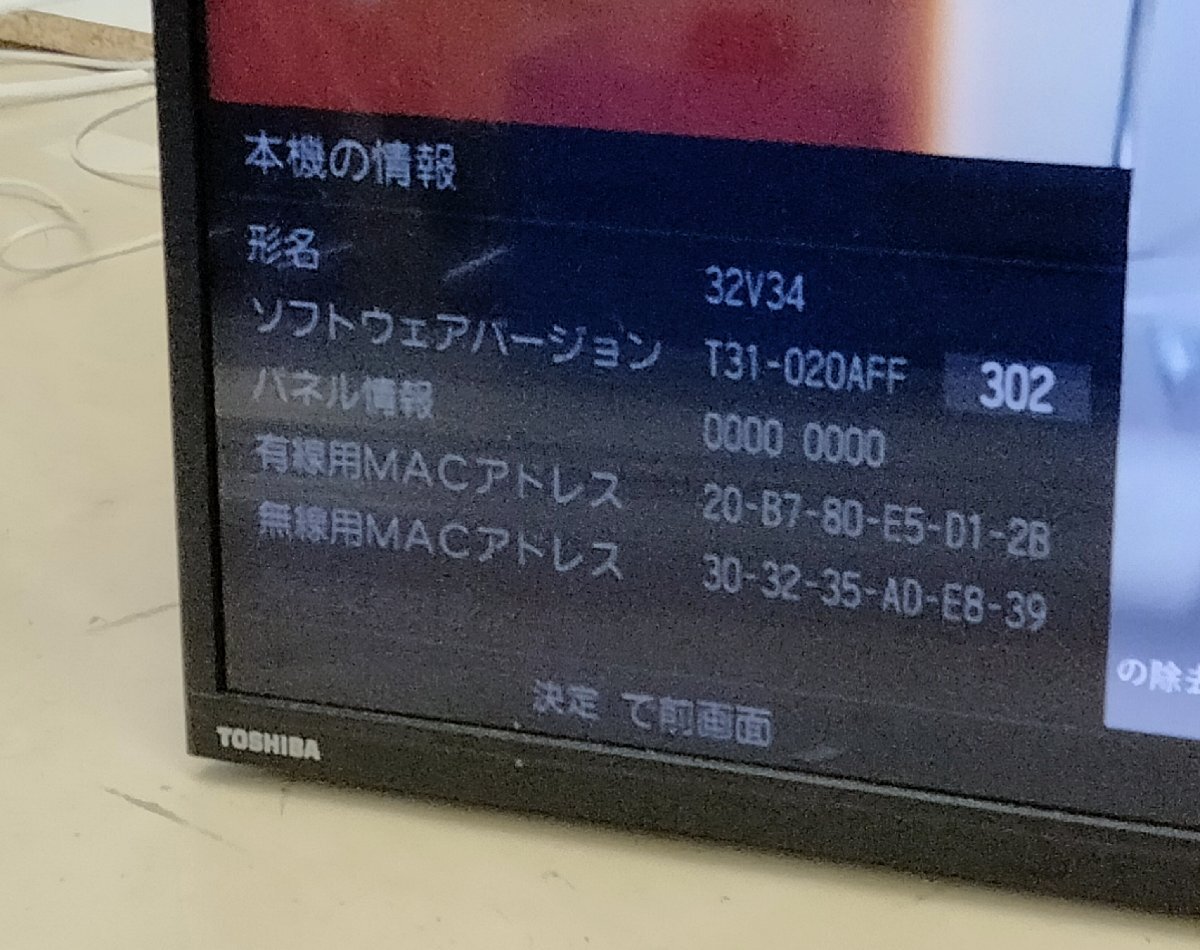 本機の情報
形名 32V34
ソフトウェアバージョン T31-020AFF 302
パネル情報 0000 0000
有線用MACアドレス 20-B7-80-E5-D1-2B
無線用MACアドレス 30-32-35-AD-E8-39
の除去
決定 で前画面
TOSHIBA